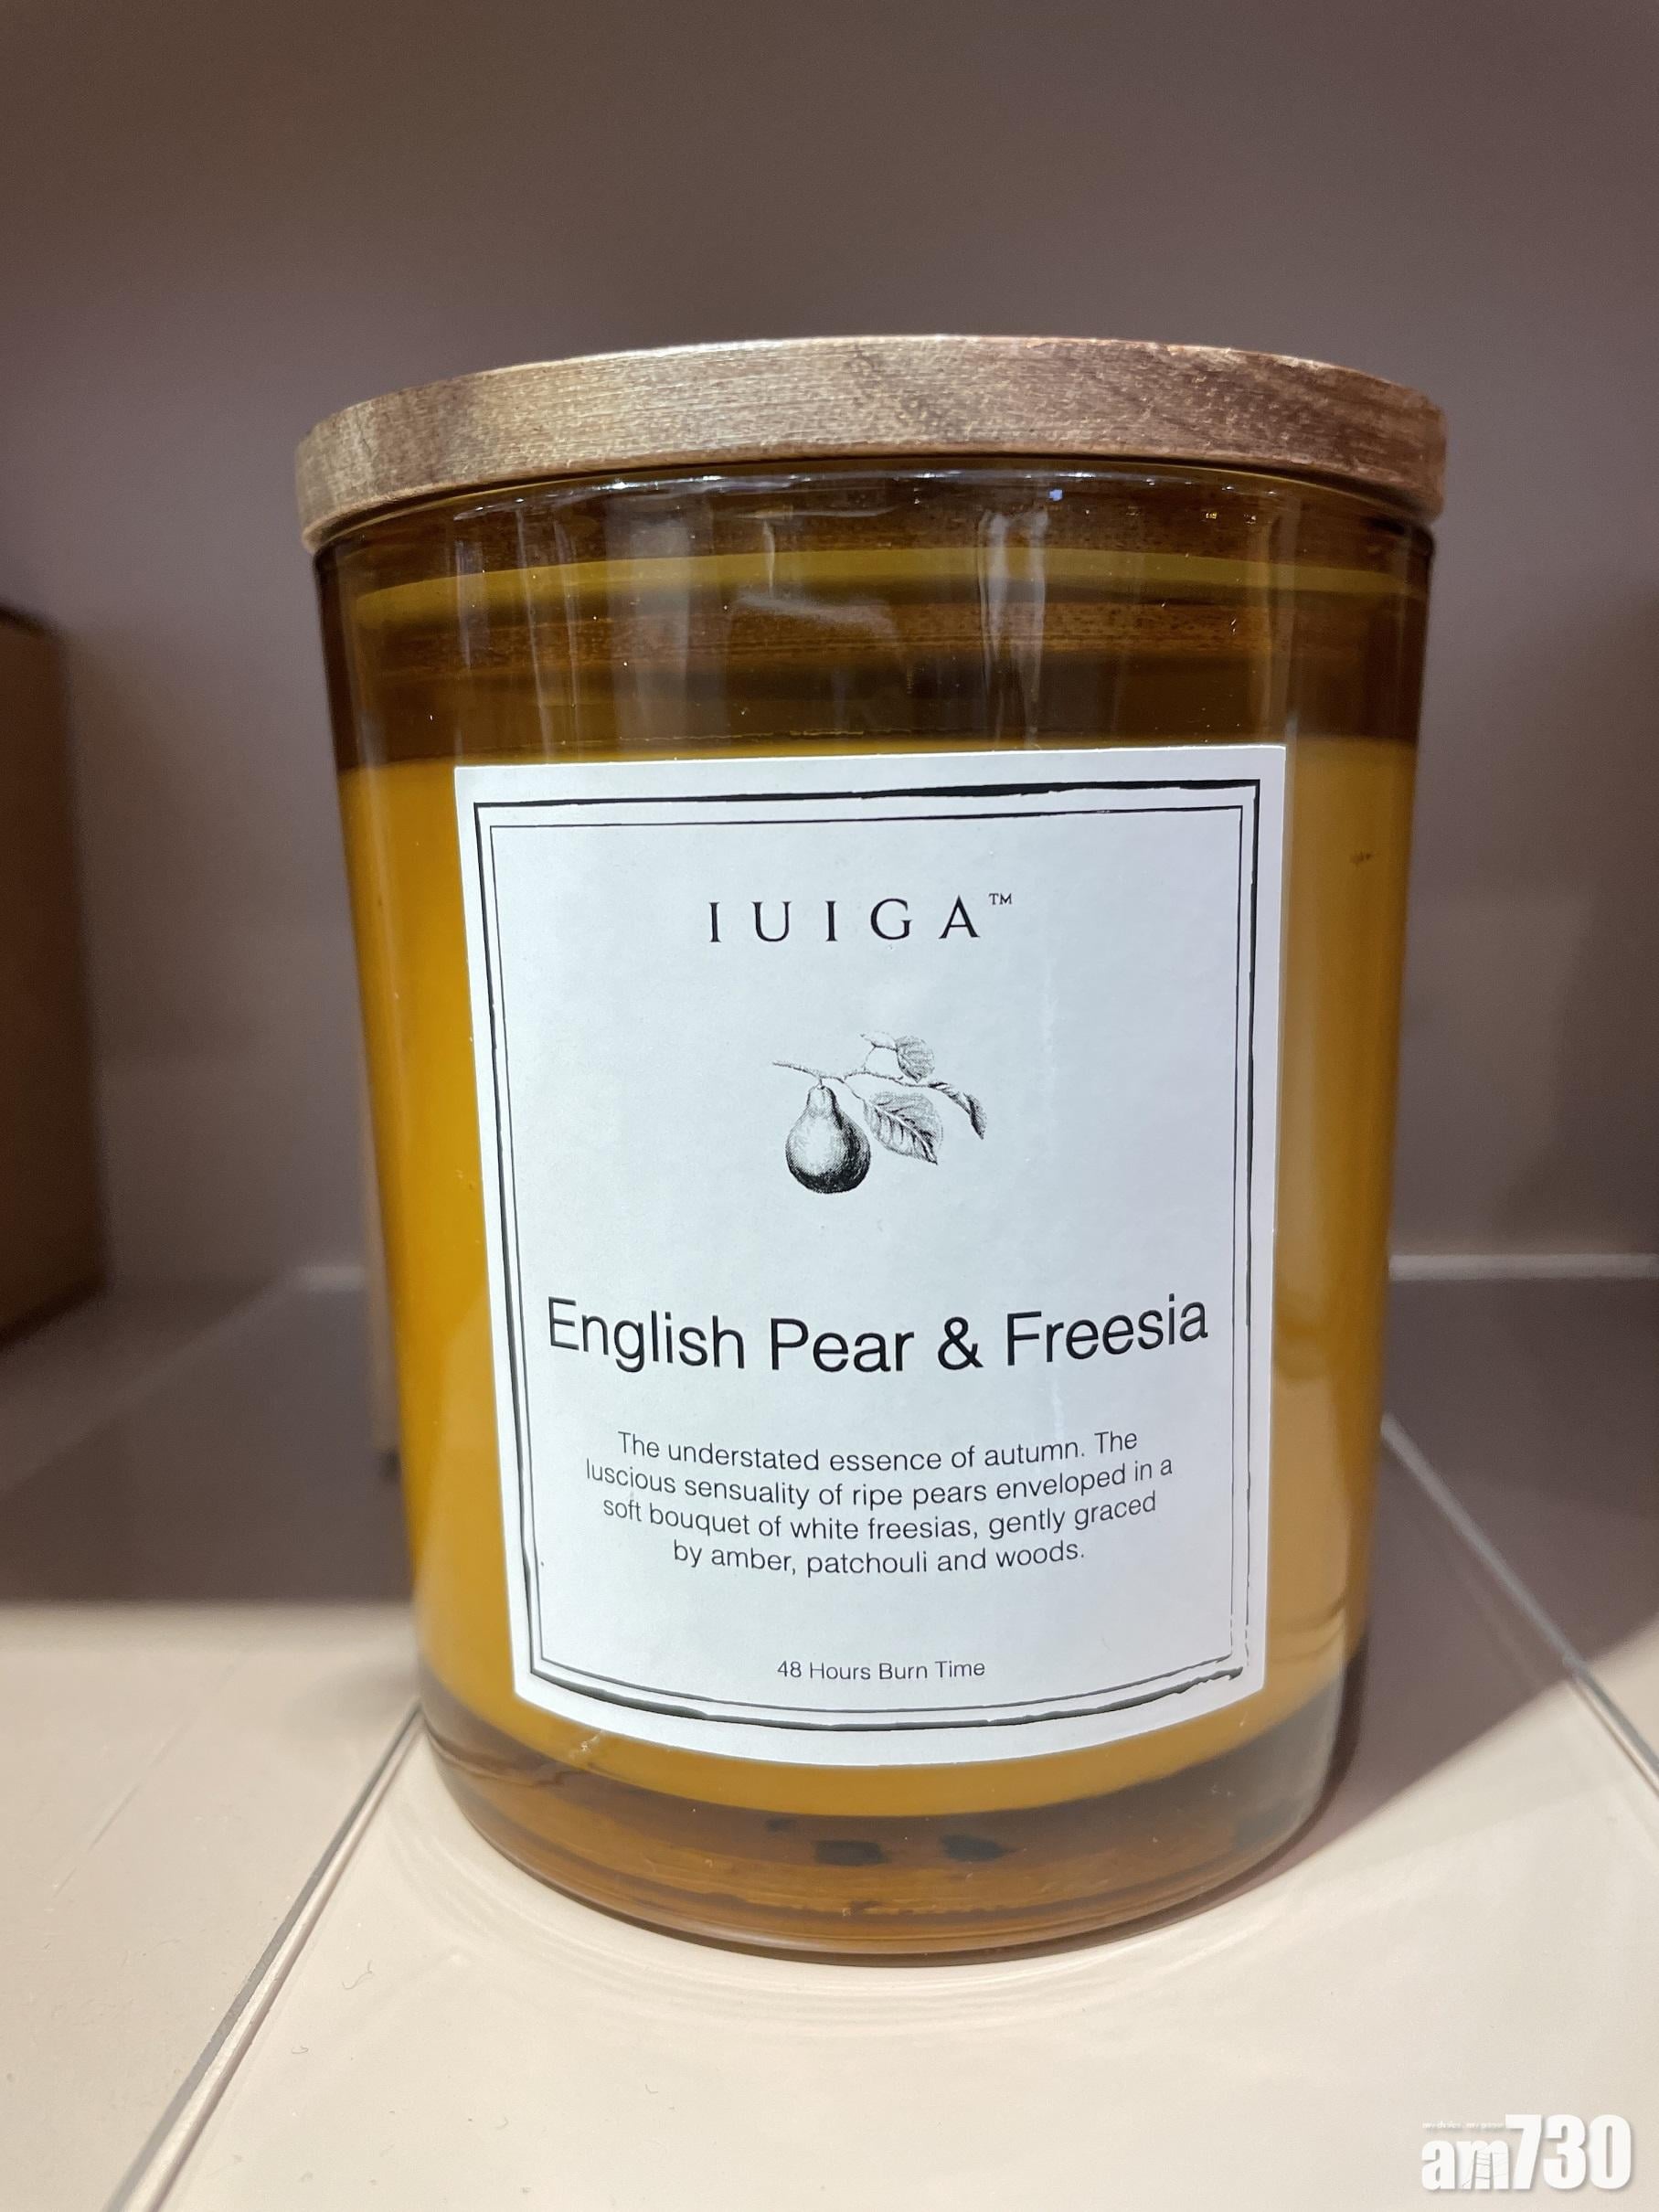 IUIGA™
English Pear & Freesia
The understated essence of autumn. The
luscious sensuality of ripe pears enveloped in a
soft bouquet of white freesias, gently graced
by amber, patchouli and woods.
48 Hours Burn Time
am730